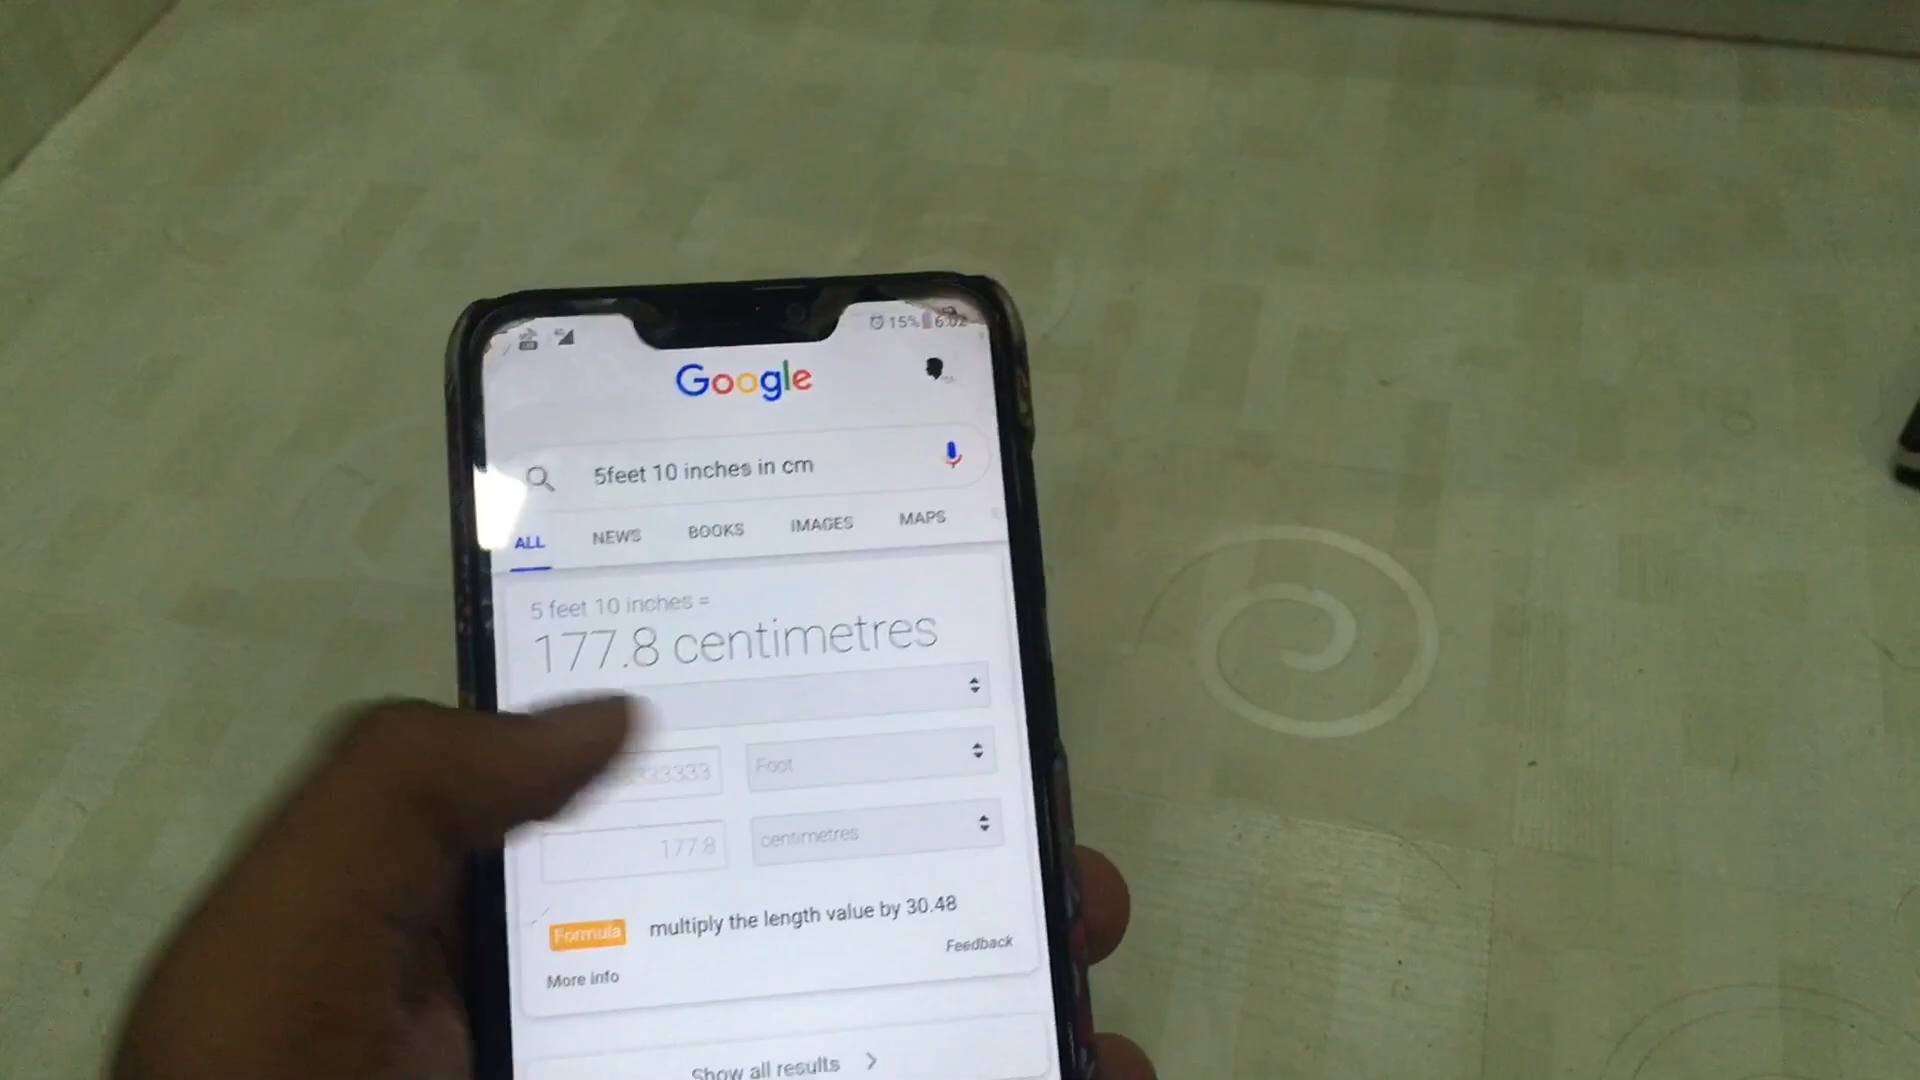 15% 6:02
Google
5feet 10 inches in cm
ALL NEWS BOOKS IMAGES MAPS
5 feet 10 inches =
177.8 centimetres
333333 Foot
177.8 centimetres
Formula multiply the length value by 30.48
Feedback
More info
Show all results